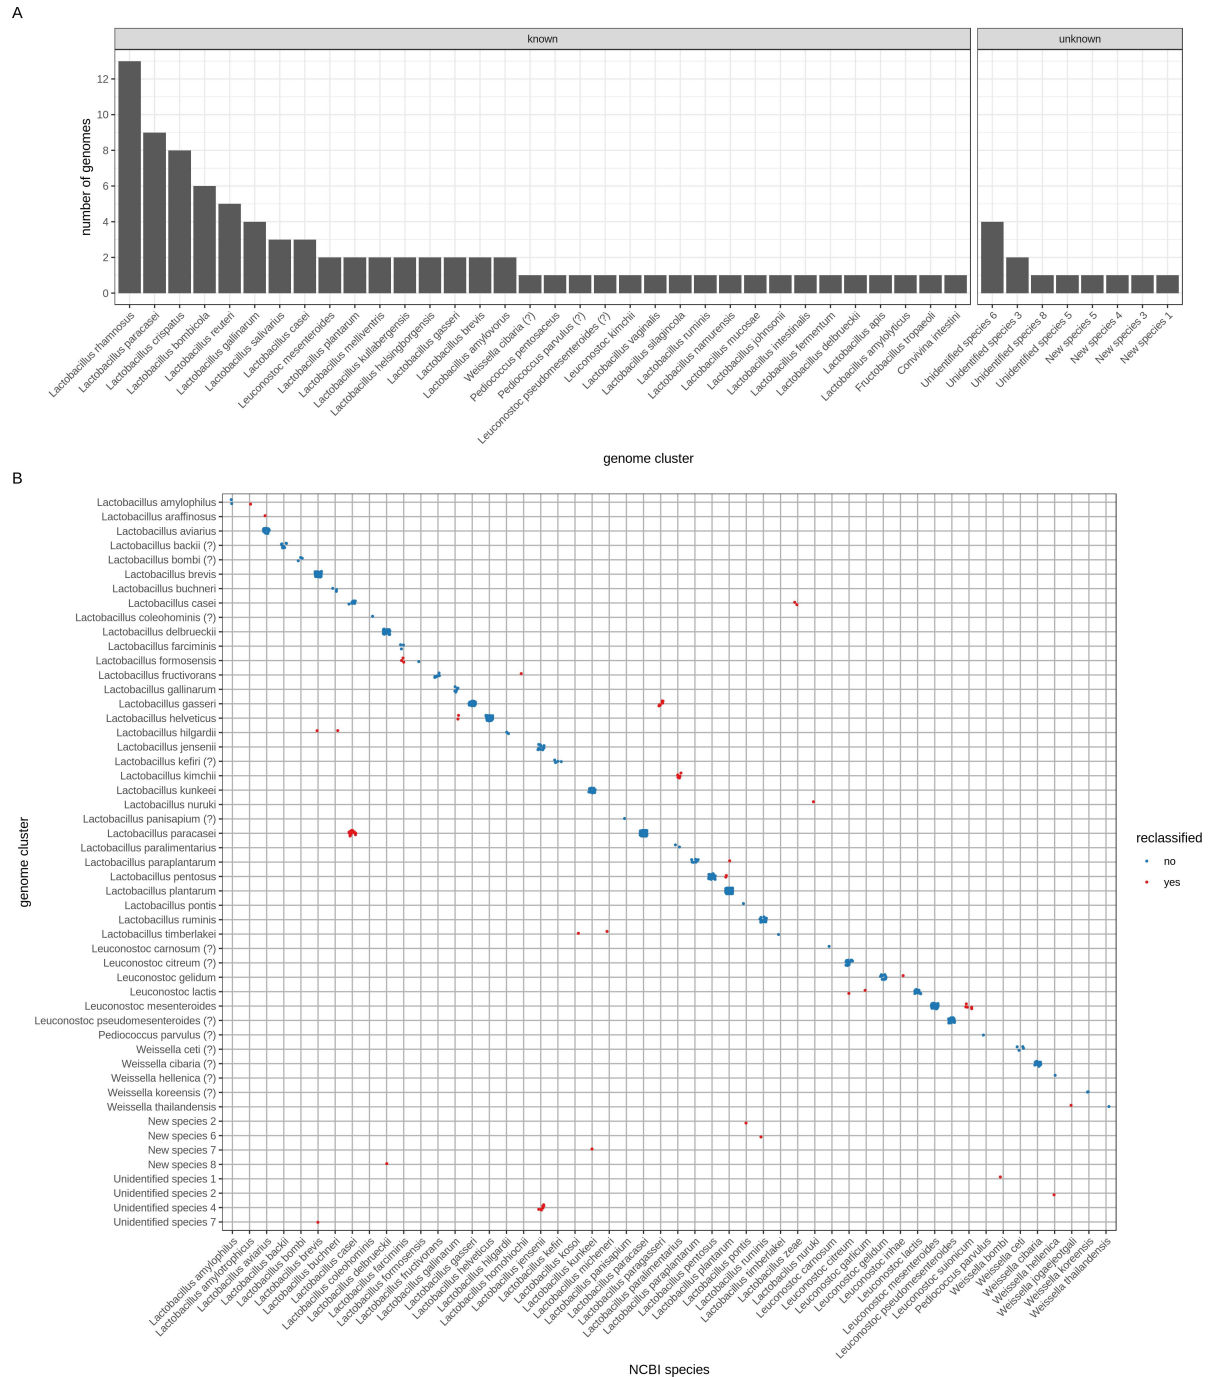 A
known
unknown
number of genomes
12
10
8
6
4
2
0
Lactobacillus rhamnosus
Lactobacillus paracasei
Lactobacillus crispatus
Lactobacillus bombicola
Lactobacillus reuteri
Lactobacillus gallinarum
Lactobacillus salivarius
Lactobacillus casei
Leuconostoc mesenteroides
Lactobacillus plantarum
Lactobacillus melliventris
Lactobacillus kullabergensis
Lactobacillus helsingborgensis
Lactobacillus gasseri
Lactobacillus brevis
Lactobacillus amylovorus
Weissella cibaria (?)
Pediococcus pentosaceus
Pediococcus parvulus (?)
Leuconostoc pseudomesenteroides (?)
Leuconostoc kimchii
Lactobacillus vaginalis
Lactobacillus silagincola
Lactobacillus ruminis
Lactobacillus namurensis
Lactobacillus mucosae
Lactobacillus johnsonii
Lactobacillus intestinalis
Lactobacillus fermentum
Lactobacillus delbrueckii
Lactobacillus apis
Lactobacillus amylolyticus
Fructobacillus tropaeoli
Convivina intestini
Unidentified species 6
Unidentified species 3
Unidentified species 8
Unidentified species 5
New species 5
New species 4
New species 3
New species 1
genome cluster
B
genome cluster
Lactobacillus amylophilus
Lactobacillus araffinosus
Lactobacillus aviarius
Lactobacillus backii (?)
Lactobacillus bombi (?)
Lactobacillus brevis
Lactobacillus buchneri
Lactobacillus casei
Lactobacillus coleohominis (?)
Lactobacillus delbrueckii
Lactobacillus farciminis
Lactobacillus formosensis
Lactobacillus fructivorans
Lactobacillus gallinarum
Lactobacillus gasseri
Lactobacillus helveticus
Lactobacillus hilgardii
Lactobacillus jensenii
Lactobacillus kefiri (?)
Lactobacillus kimchii
Lactobacillus kunkeei
Lactobacillus nuruki
Lactobacillus panisapium (?)
Lactobacillus paracasei
Lactobacillus paralimentarius
Lactobacillus paraplantarum
Lactobacillus pentosus
Lactobacillus plantarum
Lactobacillus pontis
Lactobacillus ruminis
Lactobacillus timberlakei
Leuconostoc carnosum (?)
Leuconostoc citreum (?)
Leuconostoc gelidum
Leuconostoc lactis
Leuconostoc mesenteroides
Leuconostoc pseudomesenteroides (?)
Pediococcus parvulus (?)
Weissella ceti (?)
Weissella cibaria (?)
Weissella hellenica (?)
Weissella koreensis (?)
Weissella thailandensis
New species 2
New species 6
New species 7
New species 8
Unidentified species 1
Unidentified species 2
Unidentified species 4
Unidentified species 7
reclassified
no
yes
Lactobacillus amylophilus
Lactobacillus amylotrophicus
Lactobacillus aviarius
Lactobacillus backii
Lactobacillus bombi
Lactobacillus brevis
Lactobacillus buchneri
Lactobacillus casei
Lactobacillus coleohominis
Lactobacillus delbrueckii
Lactobacillus farciminis
Lactobacillus formosensis
Lactobacillus fructivorans
Lactobacillus gallinarum
Lactobacillus gasseri
Lactobacillus helveticus
Lactobacillus hilgardii
Lactobacillus homohiochii
Lactobacillus jensenii
Lactobacillus kefiri
Lactobacillus kosoi
Lactobacillus kunkeei
Lactobacillus micheneri
Lactobacillus panisapium
Lactobacillus paracasei
Lactobacillus paragasseri
Lactobacillus paralimentarius
Lactobacillus paraplantarum
Lactobacillus pentosus
Lactobacillus plantarum
Lactobacillus pontis
Lactobacillus ruminis
Lactobacillus timberlakei
Lactobacillus zeae
Lactobacillus nuruki
Leuconostoc carnosum
Leuconostoc citreum
Leuconostoc garlicum
Leuconostoc gelidum
Leuconostoc inhae
Leuconostoc lactis
Leuconostoc mesenteroides
Leuconostoc pseudomesenteroides
Leuconostoc suionicum
Pediococcus parvulus
Weissella bombi
Weissella ceti
Weissella cibaria
Weissella hellenica
Weissella jogaejeotgali
Weissella koreensis
Weissella thailandensis
NCBI species